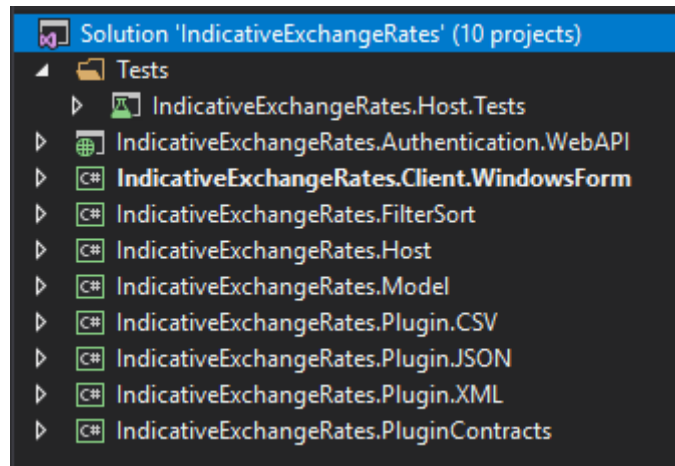 Solution 'IndicativeExchangeRates' (10 projects)
Tests
IndicativeExchangeRates.Host.Tests
IndicativeExchangeRates.Authentication.WebAPI
C# IndicativeExchangeRates.Client.WindowsForm
C# IndicativeExchangeRates.FilterSort
C# IndicativeExchangeRates.Host
C# IndicativeExchangeRates.Model
C# IndicativeExchangeRates.Plugin.CSV
C# IndicativeExchangeRates.Plugin.JSON
C# IndicativeExchangeRates.Plugin.XML
C# IndicativeExchangeRates.PluginContracts